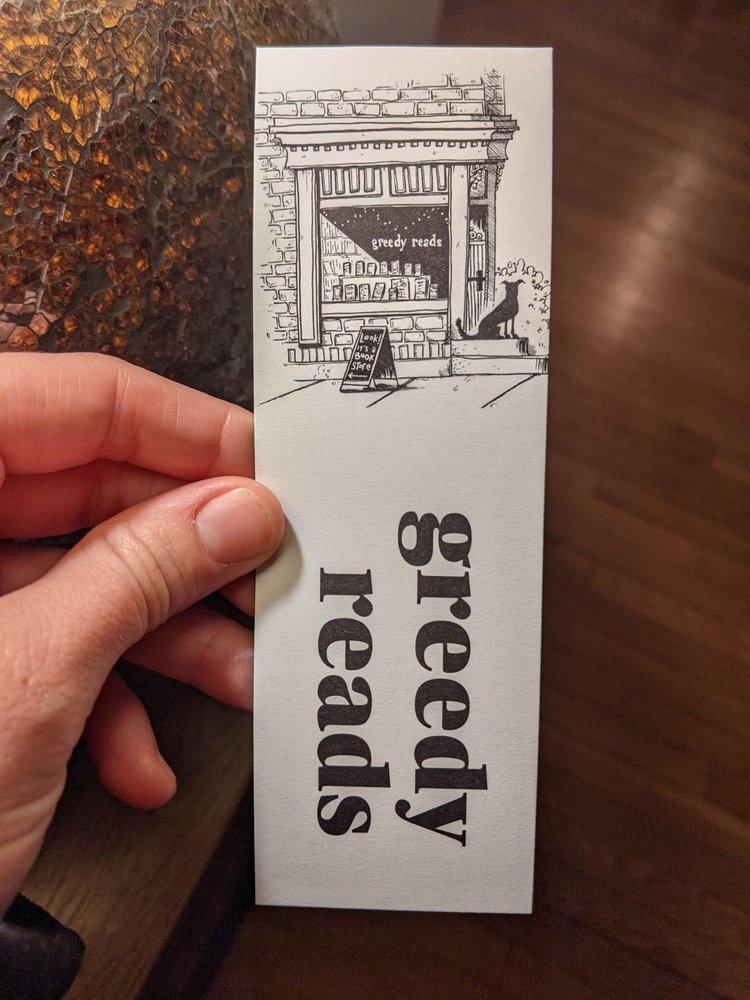 greedy reads
Look!
it's a
Book
Store
greedy
reads